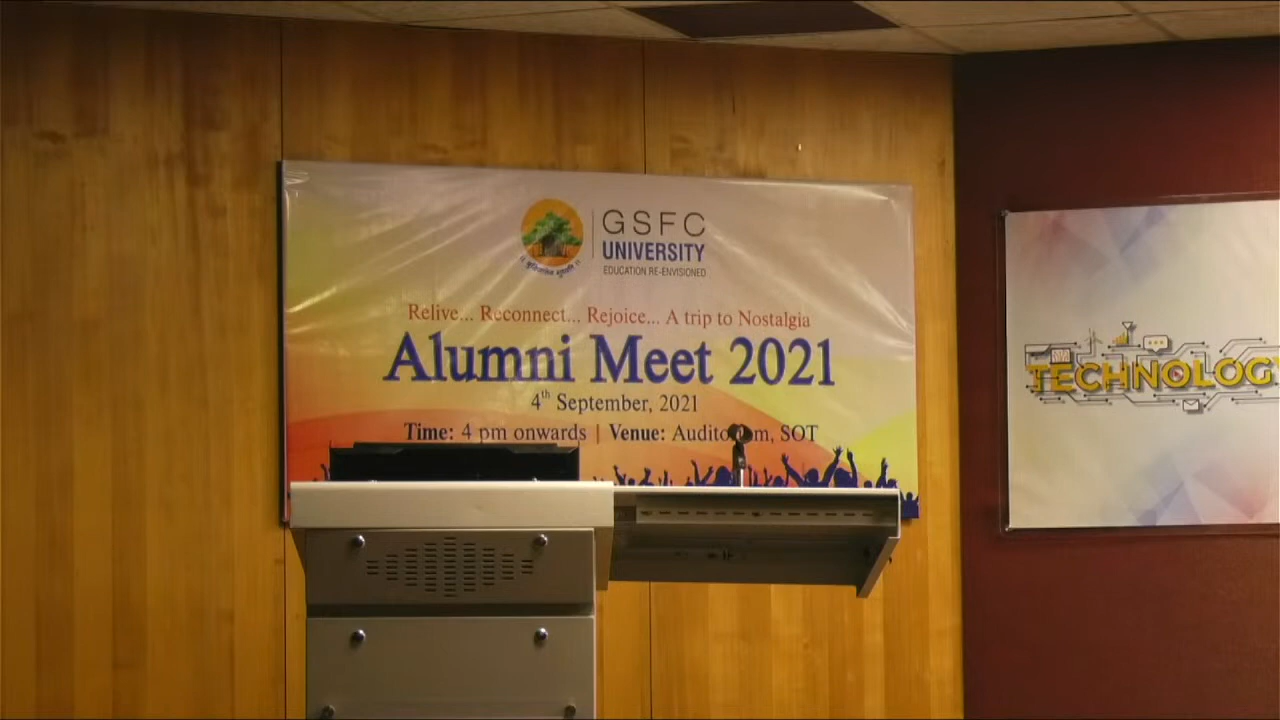 GSFC
UNIVERSITY
EDUCATION RE-ENVISIONED
Relive... Reconnect... Rejoice... A trip to Nostalgia
Alumni Meet 2021
4th September, 2021
Time: 4 pm onwards | Venue: Auditorium, SOT
TECHNOLOG